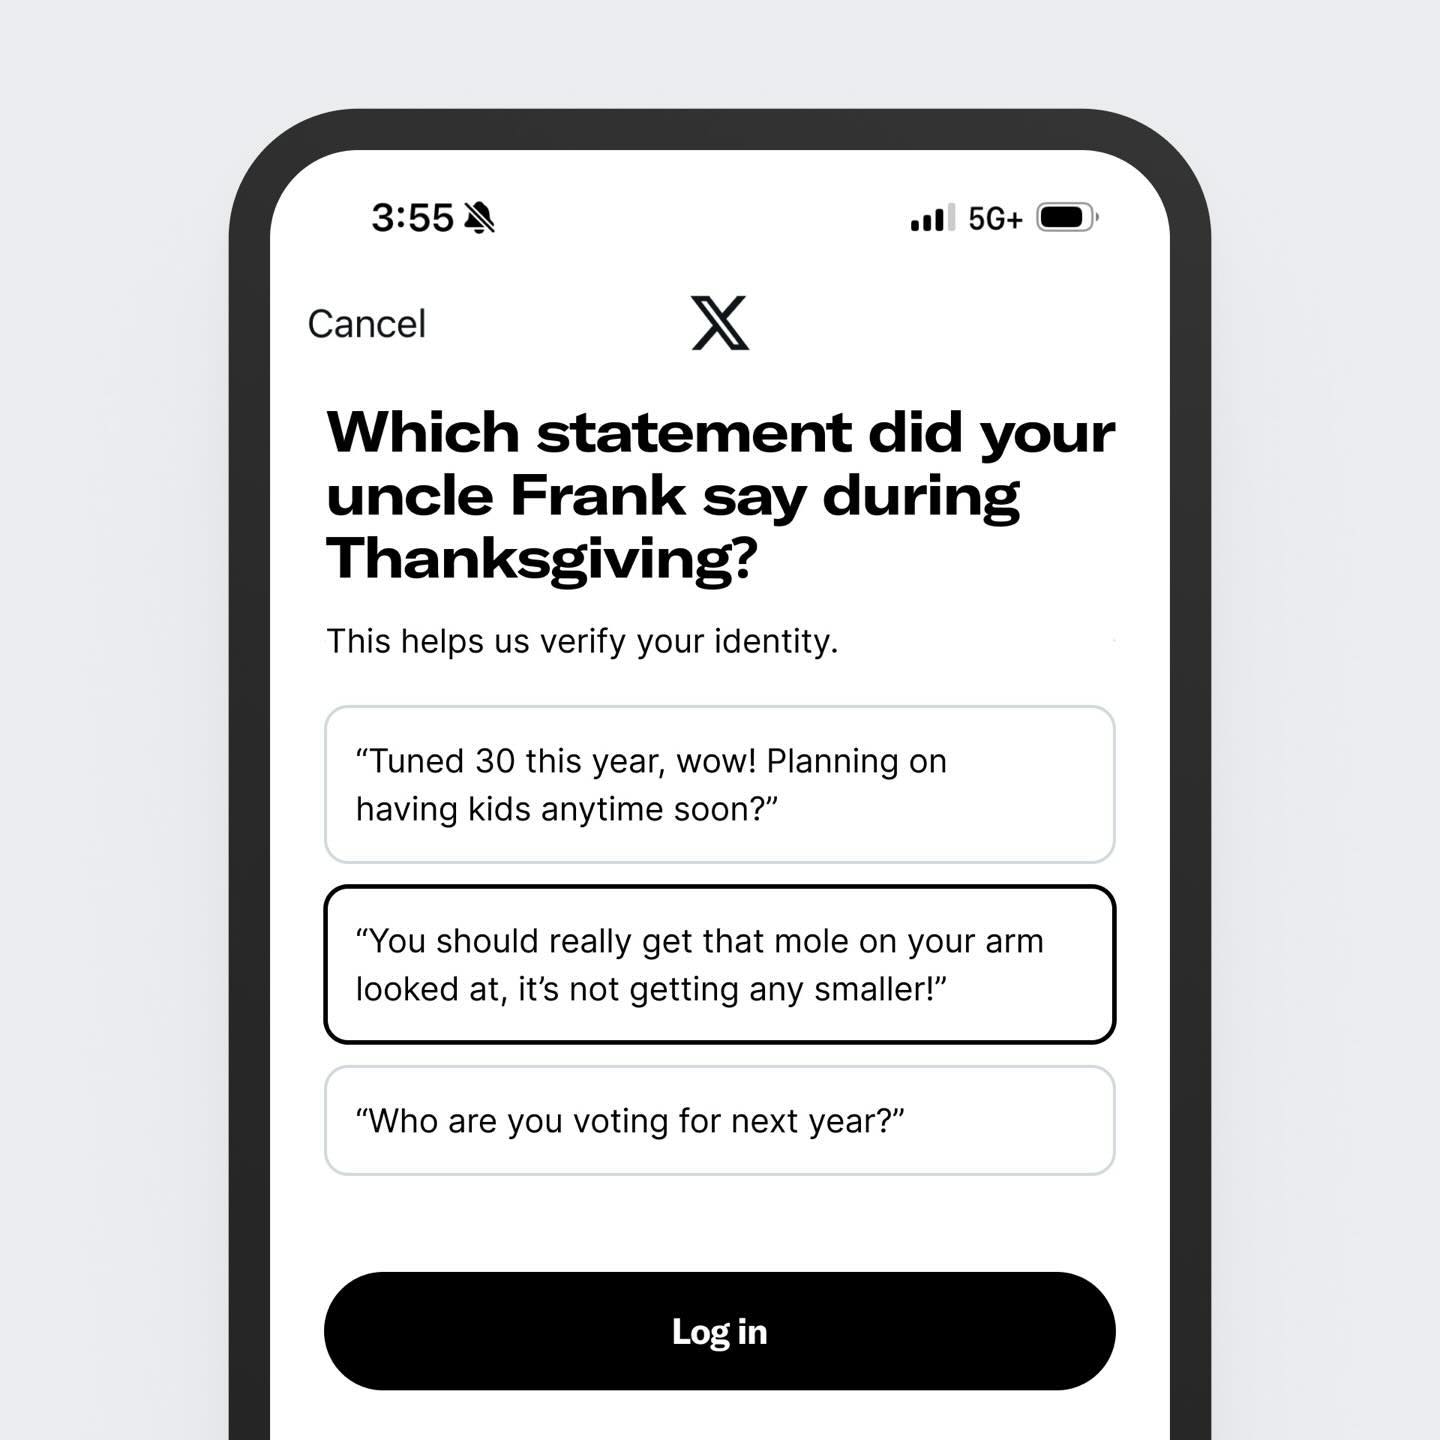 3:55
5G+
Cancel
Which statement did your
uncle Frank say during
Thanksgiving?
This helps us verify your identity.
“Tuned 30 this year, wow! Planning on
having kids anytime soon?”
“You should really get that mole on your arm
looked at, it’s not getting any smaller!”
“Who are you voting for next year?”
Log in